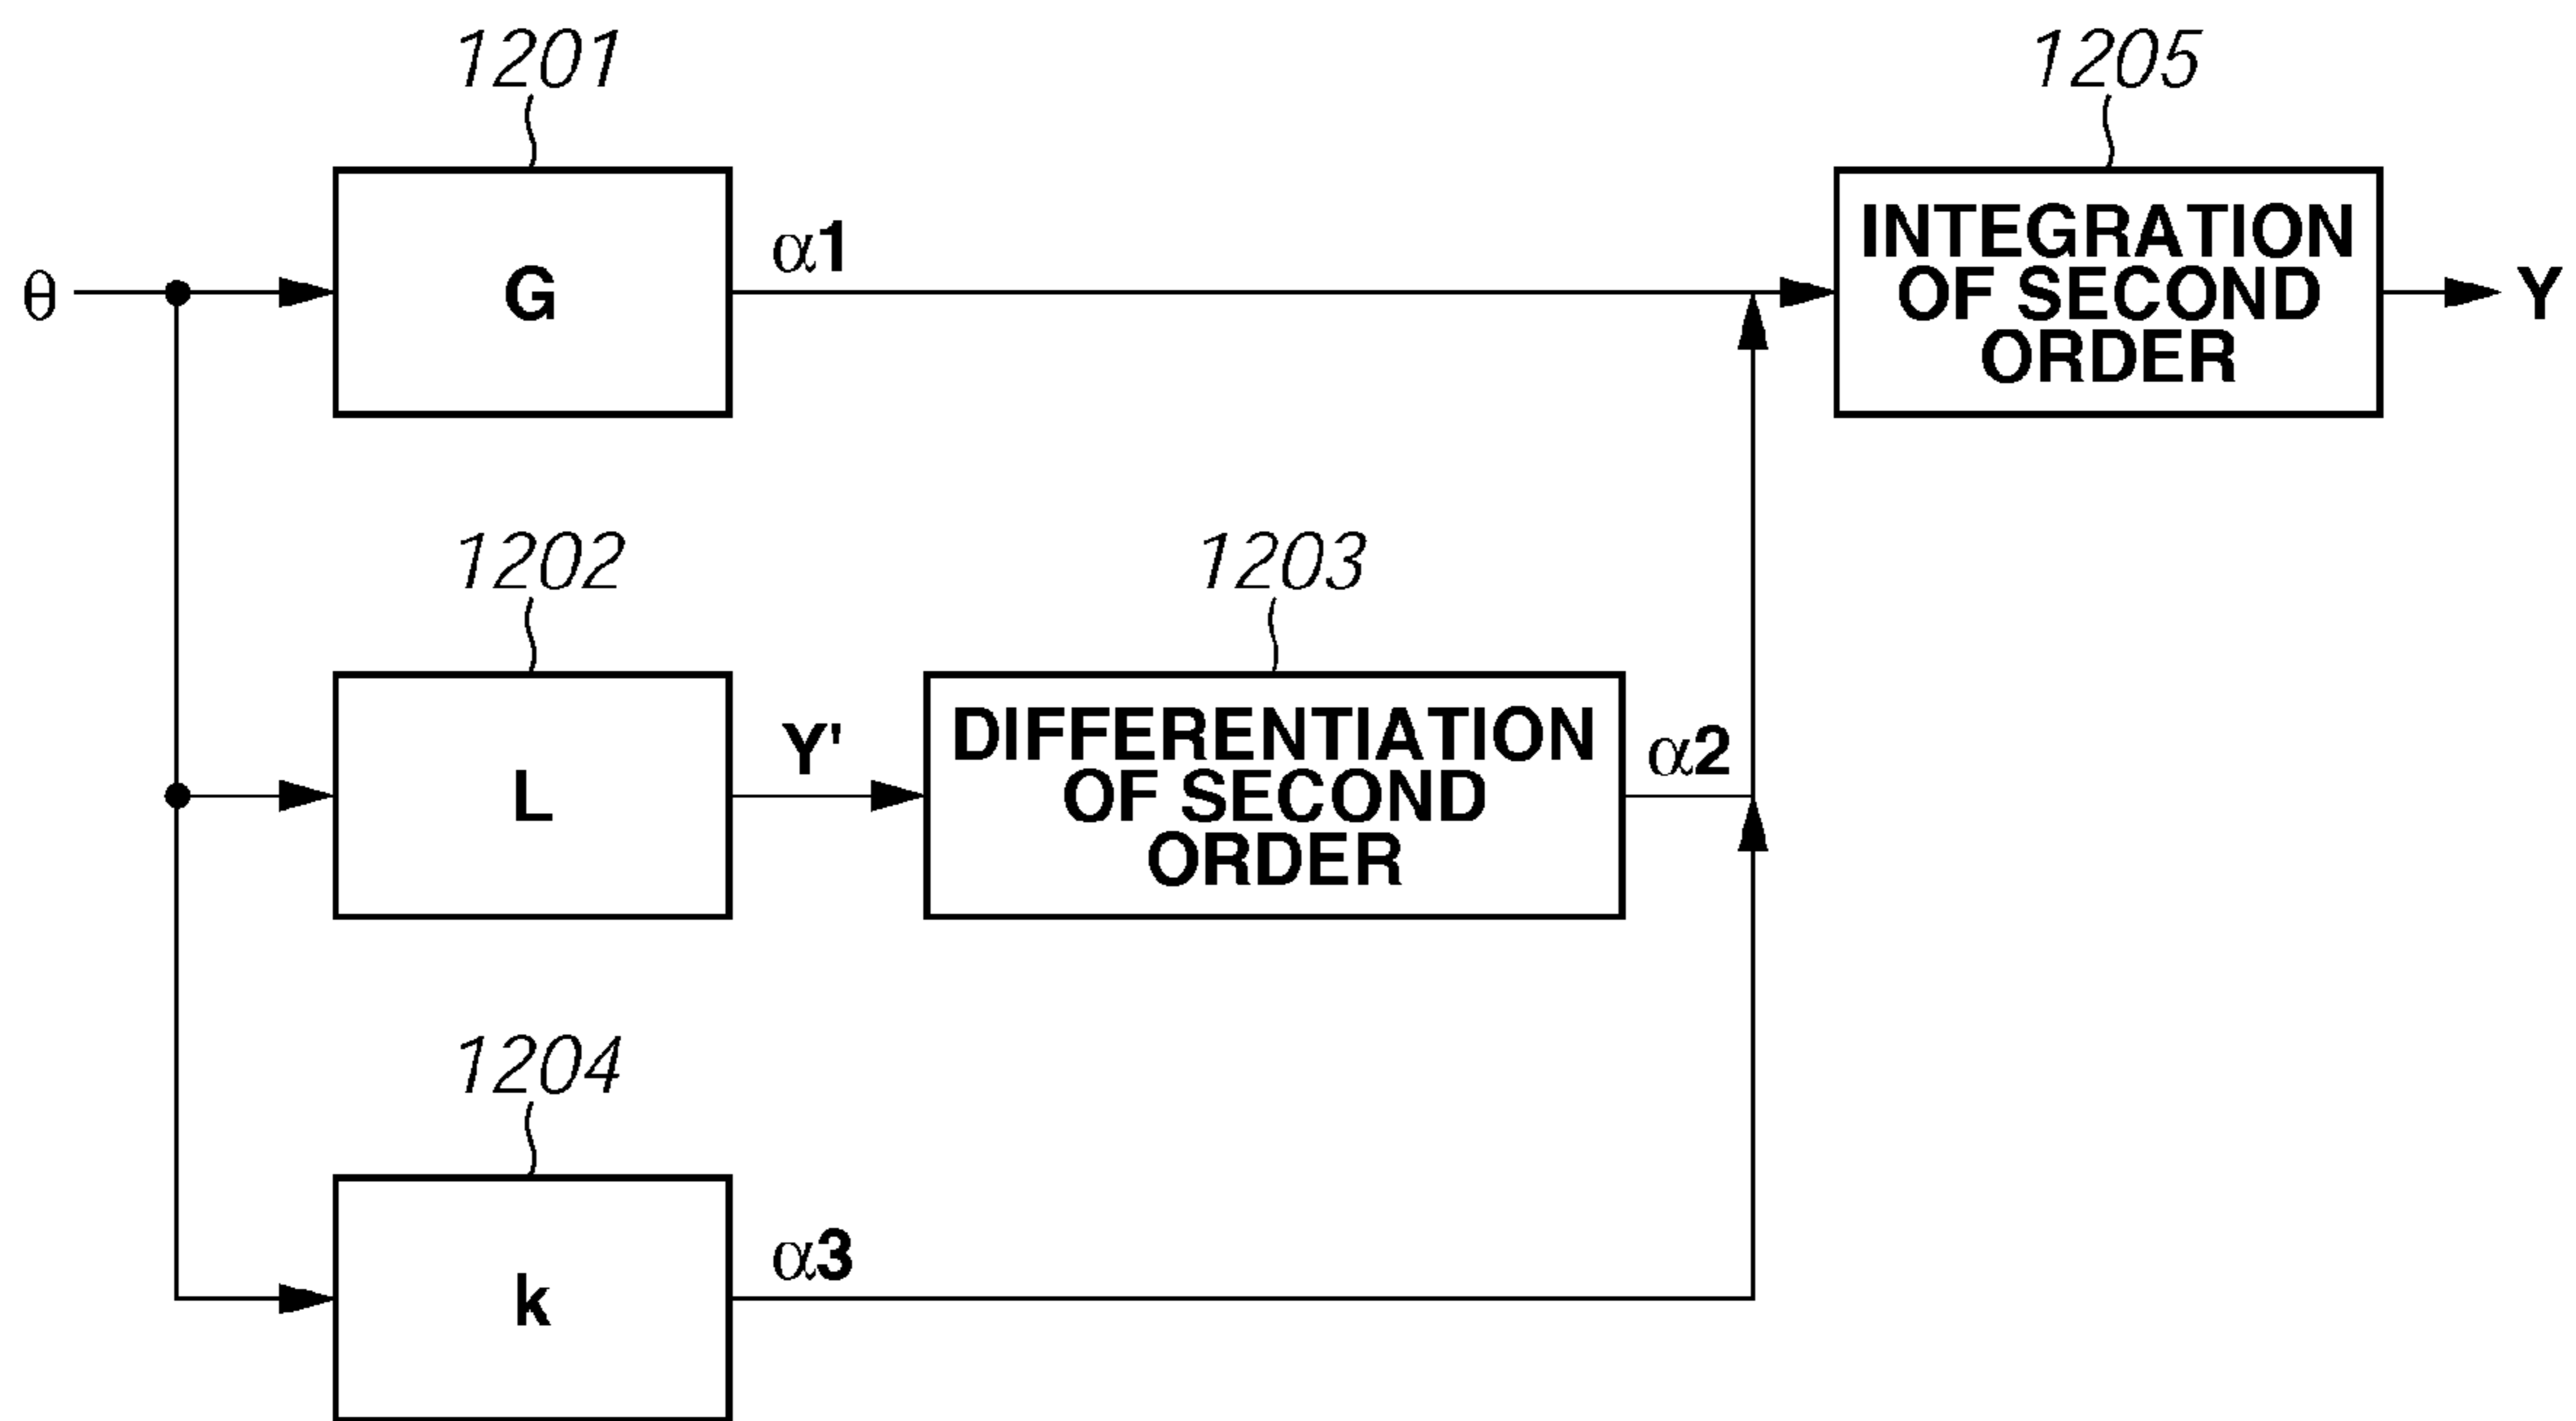 1201
1205
θ
G
α1
INTEGRATION
OF SECOND
ORDER
Y
1202
1203
L
Y'
DIFFERENTIATION
OF SECOND
ORDER
α2
1204
k
α3